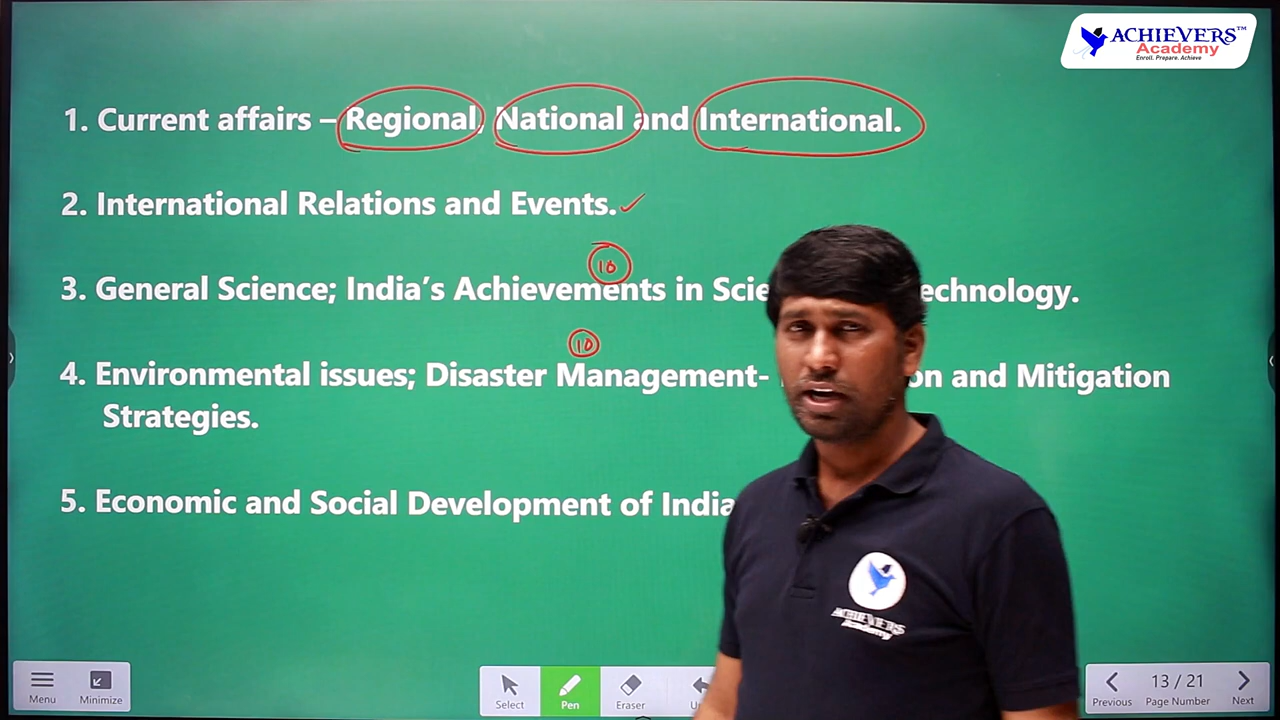 ACHIEVERS™
Academy
Enroll. Prepare. Achieve
1. Current affairs – Regional, National and International.
2. International Relations and Events.
10
3. General Science; India’s Achievements in Scie echnology.
10
4. Environmental issues; Disaster Management- on and Mitigation
Strategies.
5. Economic and Social Development of India
ACHIEVERS
Academy
Menu
Minimize
Select
Pen
Eraser
13 / 21
Previous
Page Number
Next